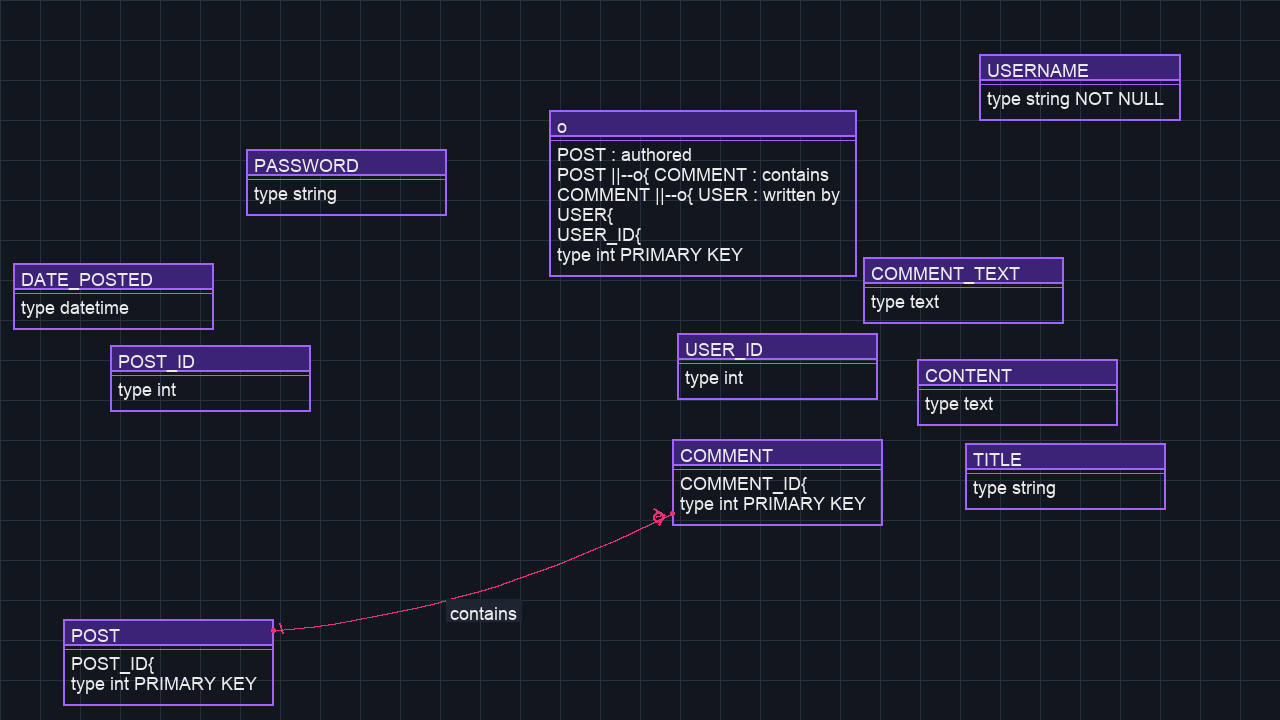 USERNAME
type string NOT NULL
o
POST : authored
POST ||--o{ COMMENT : contains
COMMENT ||--o{ USER : written by
USER{
USER_ID{
type int PRIMARY KEY
PASSWORD
type string
DATE_POSTED
type datetime
COMMENT_TEXT
type text
POST_ID
type int
USER_ID
type int
CONTENT
type text
COMMENT
COMMENT_ID{
type int PRIMARY KEY
TITLE
type string
contains
POST
POST_ID{
type int PRIMARY KEY